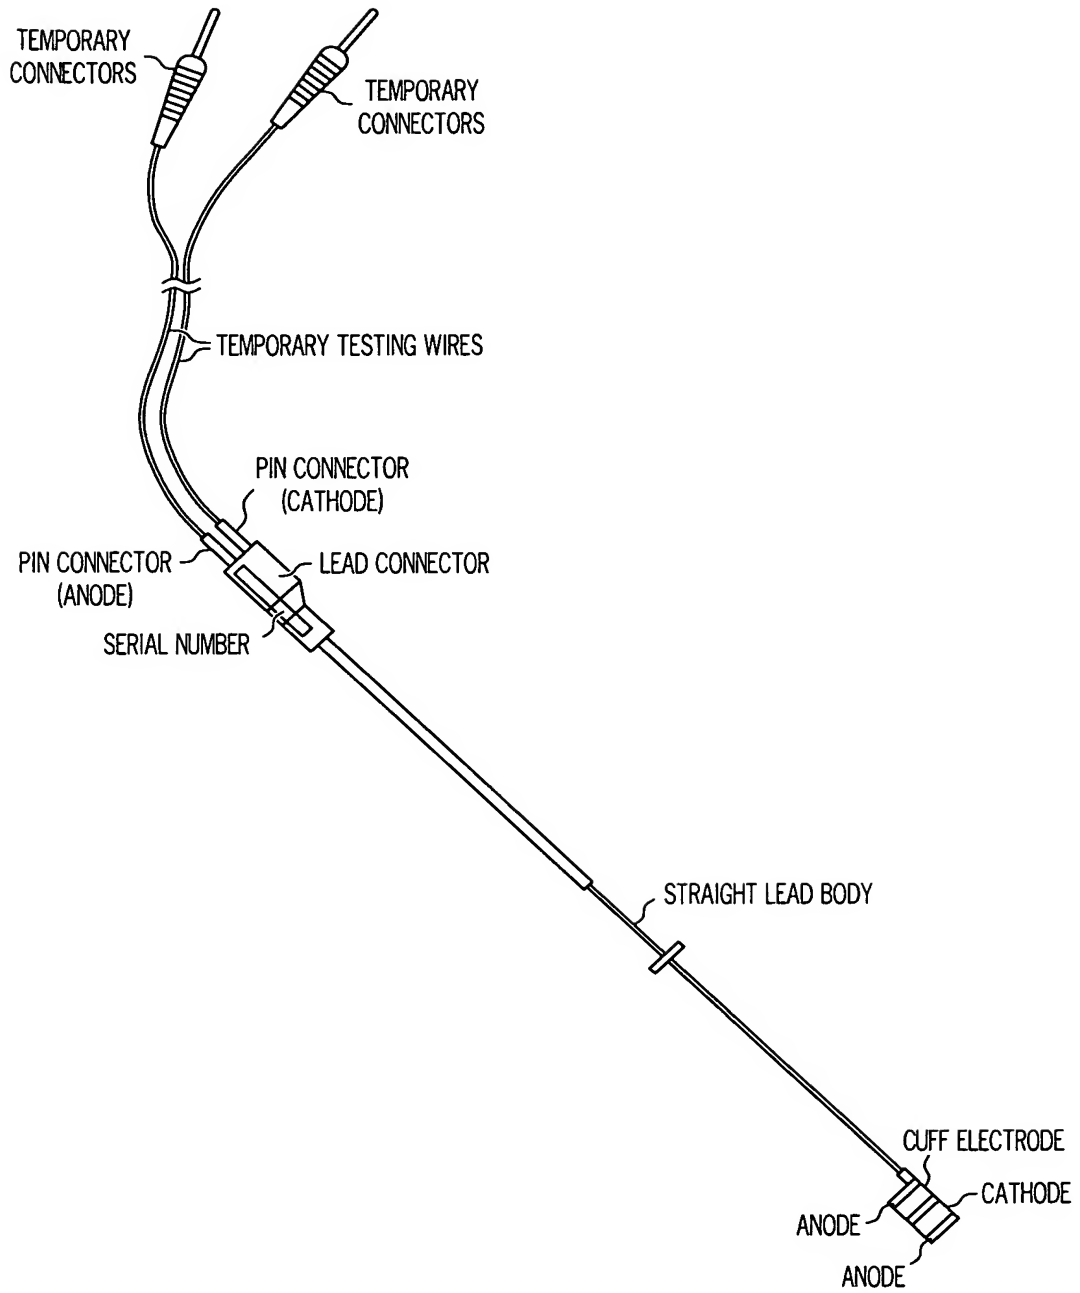 TEMPORARY
CONNECTORS
TEMPORARY
CONNECTORS
TEMPORARY TESTING WIRES
PIN CONNECTOR
(CATHODE)
PIN CONNECTOR
(ANODE)
LEAD CONNECTOR
SERIAL NUMBER
STRAIGHT LEAD BODY
CUFF ELECTRODE
CATHODE
ANODE
ANODE